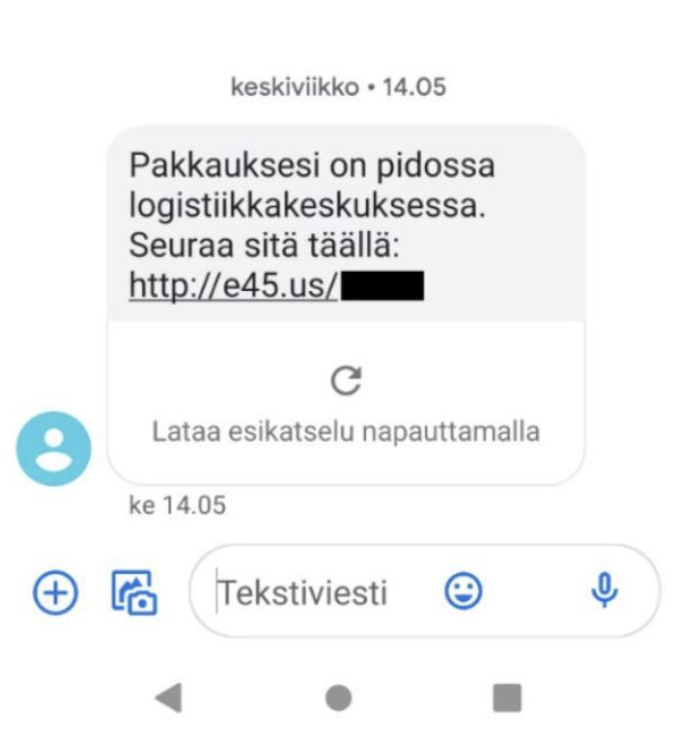 keskiviikko • 14.05
Pakkauksesi on pidossa
logistiikkakeskuksessa.
Seuraa sitä täällä:
http://e45.us/
Lataa esikatselu napauttamalla
ke 14.05
Tekstiviesti